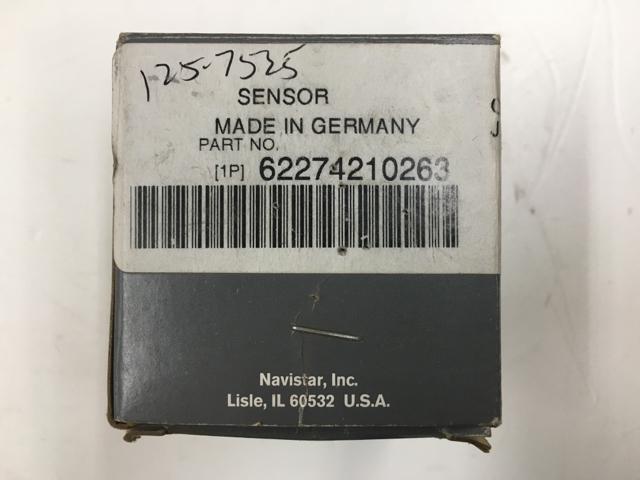 125-7525
SENSOR
MADE IN GERMANY
PART NO.
[1P] 62274210263
Navistar, Inc.
Lisle, IL 60532 U.S.A.